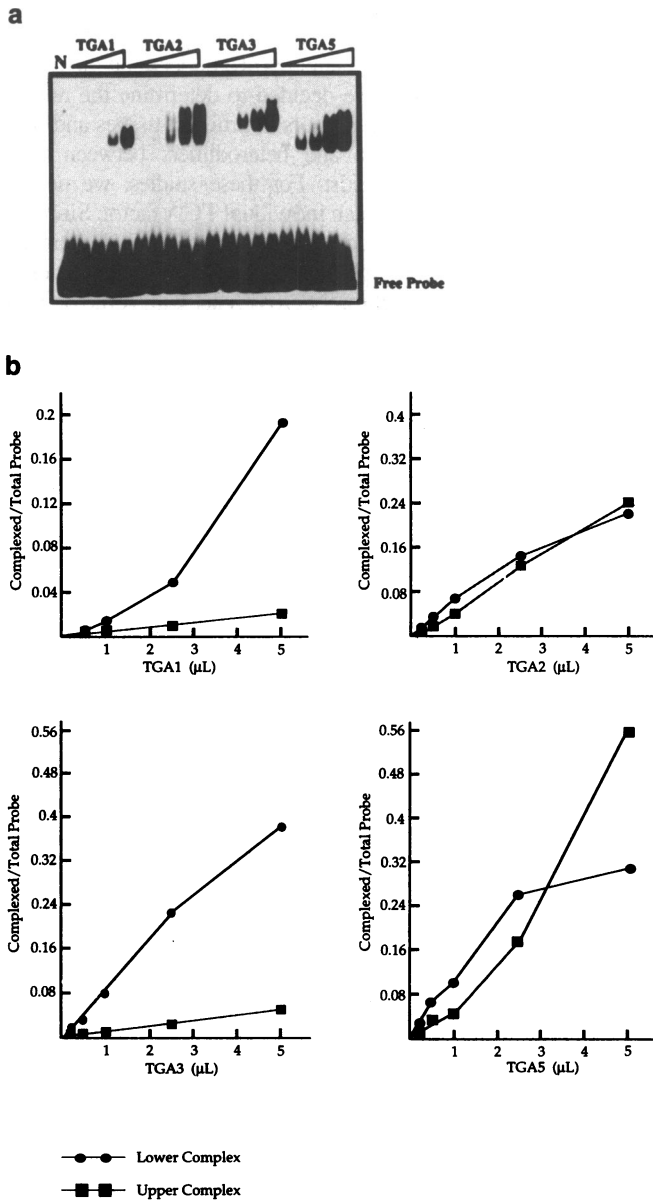 a
N TGA1 TGA2 TGA3 TGA5
Free Probe
b
Complexed/Total Probe
0.2
0.16
0.12
0.08
0.04
1 2 3 4 5
TGA1 (µL)
Complexed/Total Probe
0.4
0.32
0.24
0.16
0.08
1 2 3 4 5
TGA2 (µL)
Complexed/Total Probe
0.56
0.48
0.4
0.32
0.24
0.16
0.08
1 2 3 4 5
TGA3 (µL)
Complexed/Total Probe
0.56
0.48
0.4
0.32
0.24
0.16
0.08
1 2 3 4 5
TGA5 (µL)
Lower Complex
Upper Complex